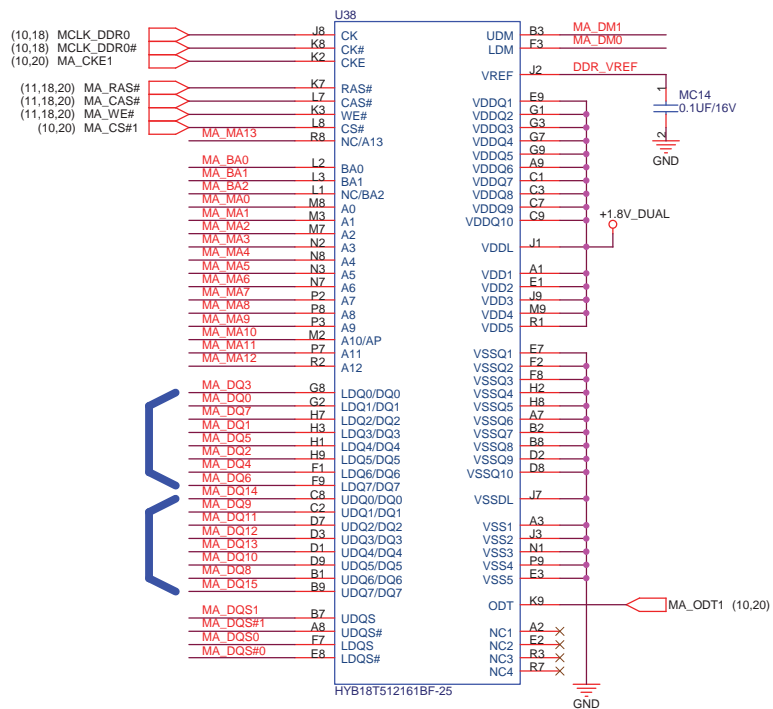 U38
(10,18) MCLK_DDR0 J8 CK UDM B3 MA_DM1
(10,18) MCLK_DDR0# K8 CK# LDM F3 MA_DM0
(10,20) MA_CKE1 K2 CKE
VREF J2 DDR_VREF
(11,18,20) MA_RAS# K7 RAS#
(11,18,20) MA_CAS# L7 CAS#
(11,18,20) MA_WE# K3 WE#
(10,20) MA_CS#1 L8 CS#
MA_MA13 R8 NC/A13
1 MC14
0.1UF/16V
2
GND
VDDQ1 E9
VDDQ2 G1
VDDQ3 G3
VDDQ4 G7
VDDQ5 G9
VDDQ6 A9
VDDQ7 C1
VDDQ8 C3
VDDQ9 C7
VDDQ10 C9
MA_BA0 L2 BA0
MA_BA1 L3 BA1
MA_BA2 L1 NC/BA2
MA_MA0 M8 A0
MA_MA1 M3 A1
MA_MA2 M7 A2
MA_MA3 N2 A3
MA_MA4 N8 A4
MA_MA5 N3 A5
MA_MA6 N7 A6
MA_MA7 P2 A7
MA_MA8 P8 A8
MA_MA9 P3 A9
MA_MA10 M2 A10/AP
MA_MA11 P7 A11
MA_MA12 R2 A12
+1.8V_DUAL
VDDL J1
VDD1 A1
VDD2 E1
VDD3 J9
VDD4 M9
VDD5 R1
VSSQ1 E7
VSSQ2 F2
VSSQ3 F8
VSSQ4 H2
VSSQ5 H8
VSSQ6 A7
VSSQ7 B2
VSSQ8 B8
VSSQ9 D2
VSSQ10 D8
MA_DQ3 G8 LDQ0/DQ0
MA_DQ0 G2 LDQ1/DQ1
MA_DQ7 H7 LDQ2/DQ2
MA_DQ1 H3 LDQ3/DQ3
MA_DQ5 H1 LDQ4/DQ4
MA_DQ2 H9 LDQ5/DQ5
MA_DQ4 F1 LDQ6/DQ6
MA_DQ6 F9 LDQ7/DQ7
MA_DQ14 C8 UDQ0/DQ0
MA_DQ9 C2 UDQ1/DQ1
MA_DQ11 D7 UDQ2/DQ2
MA_DQ12 D3 UDQ3/DQ3
MA_DQ13 D1 UDQ4/DQ4
MA_DQ10 D9 UDQ5/DQ5
MA_DQ8 B1 UDQ6/DQ6
MA_DQ15 B9 UDQ7/DQ7
VSSDL J7
VSS1 A3
VSS2 J3
VSS3 N1
VSS4 P9
VSS5 E3
ODT K9 MA_ODT1 (10,20)
MA_DQS1 B7 UDQS
MA_DQS#1 A8 UDQS#
MA_DQS0 F7 LDQS
MA_DQS#0 E8 LDQS#
NC1 A2
NC2 E2
NC3 R3
NC4 R7
HYB18T512161BF-25
GND